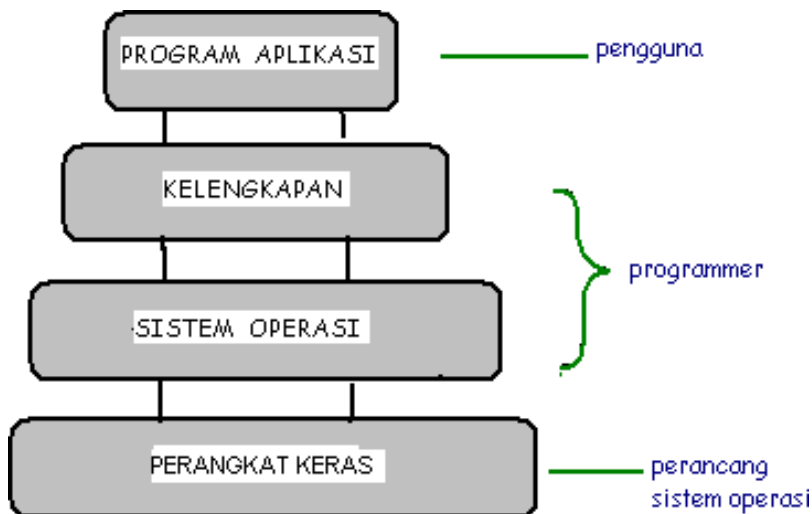 PROGRAM APLIKASI
pengguna
KELENGKAPAN
programmer
SISTEM OPERASI
PERANGKAT KERAS
perancang
sistem operasi